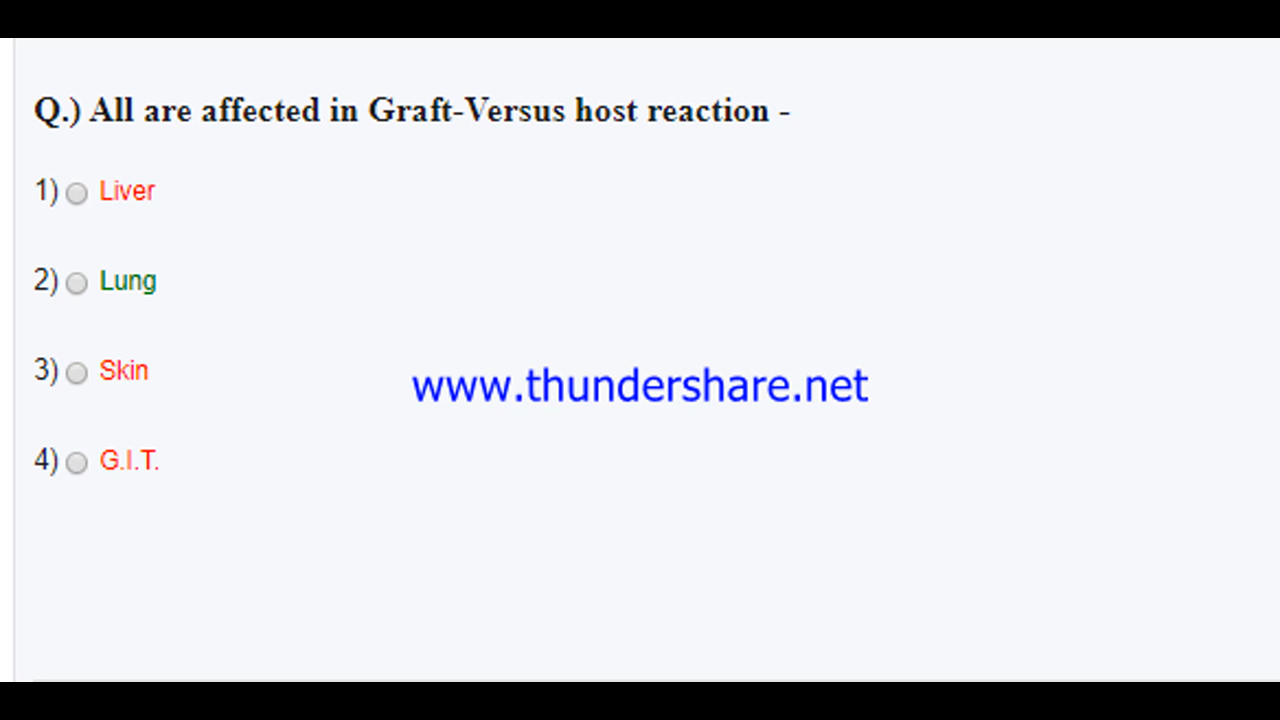 Q.) All are affected in Graft-Versus host reaction -
1) Liver
2) Lung
3) Skin
www.thundershare.net
4) G.I.T.